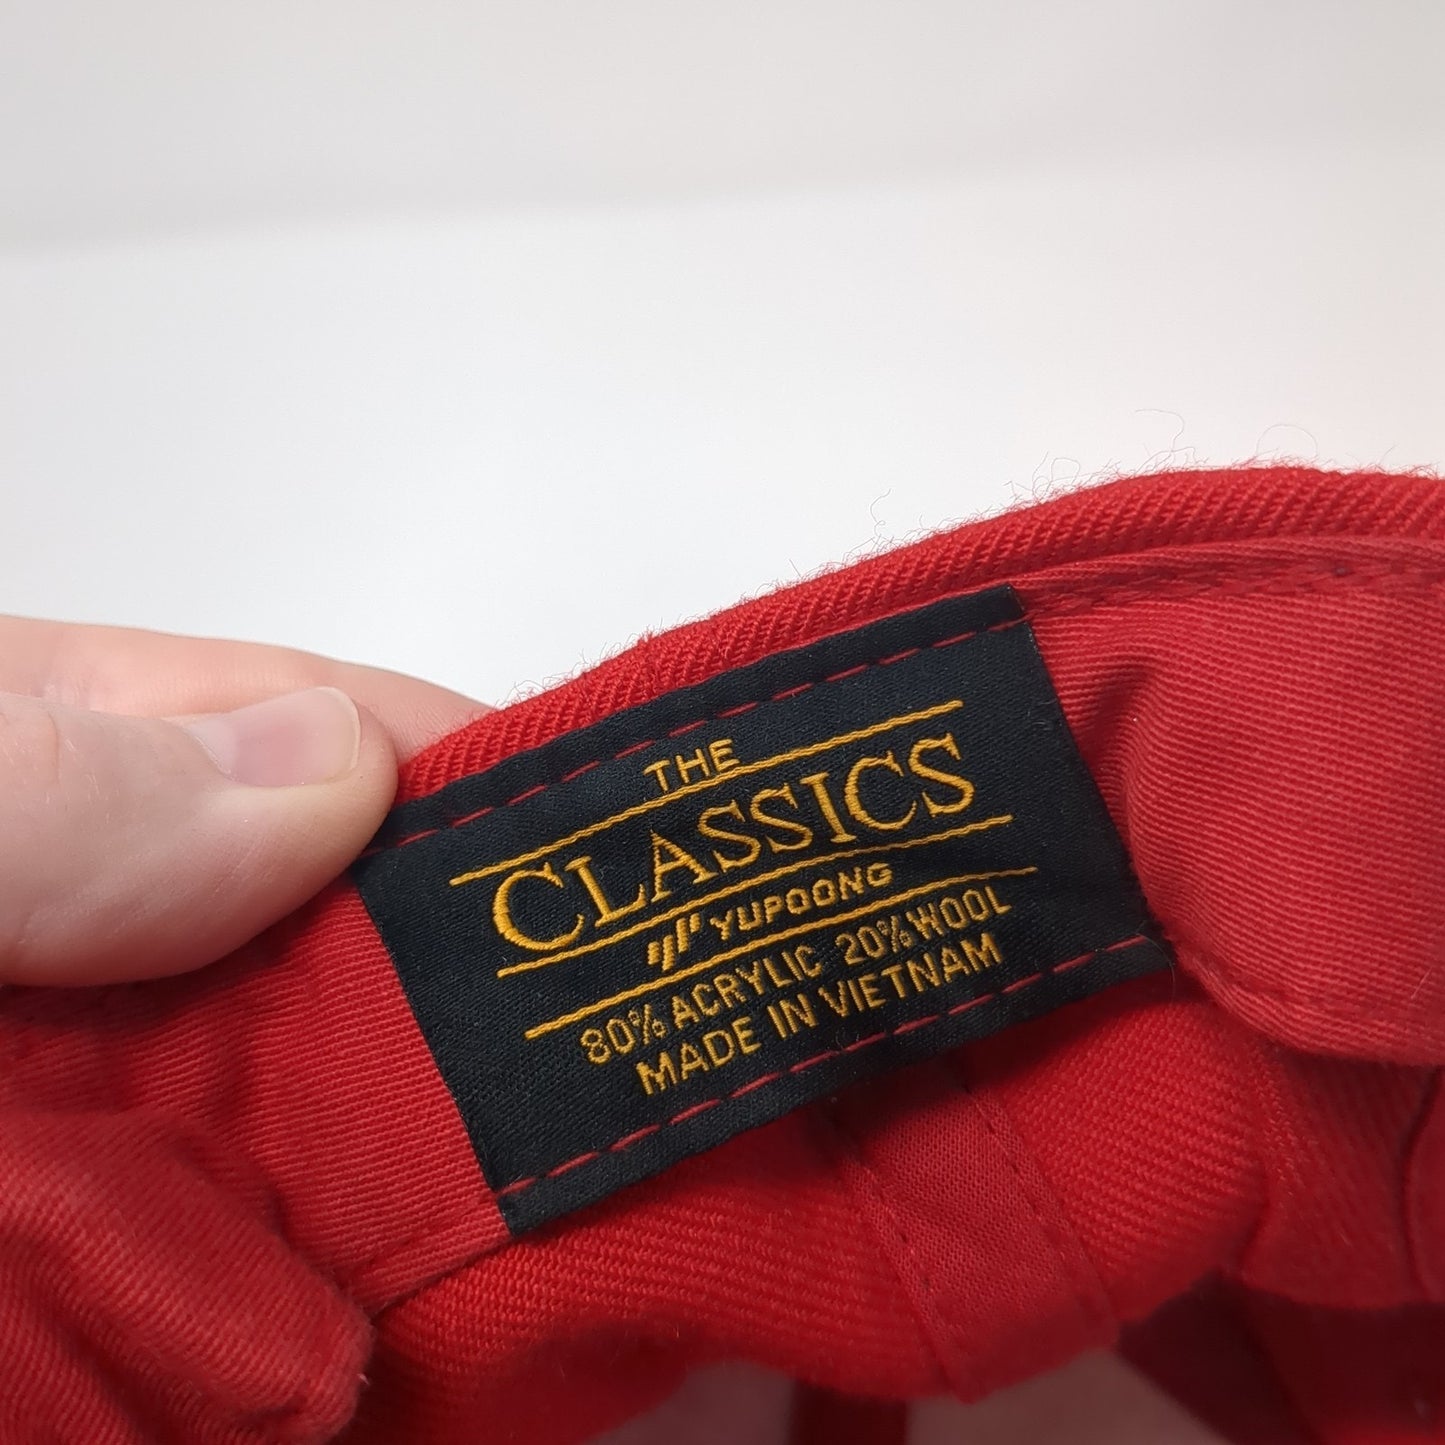 THE
CLASSICS
YUPOONG
80% ACRYLIC 20% WOOL
MADE IN VIETNAM